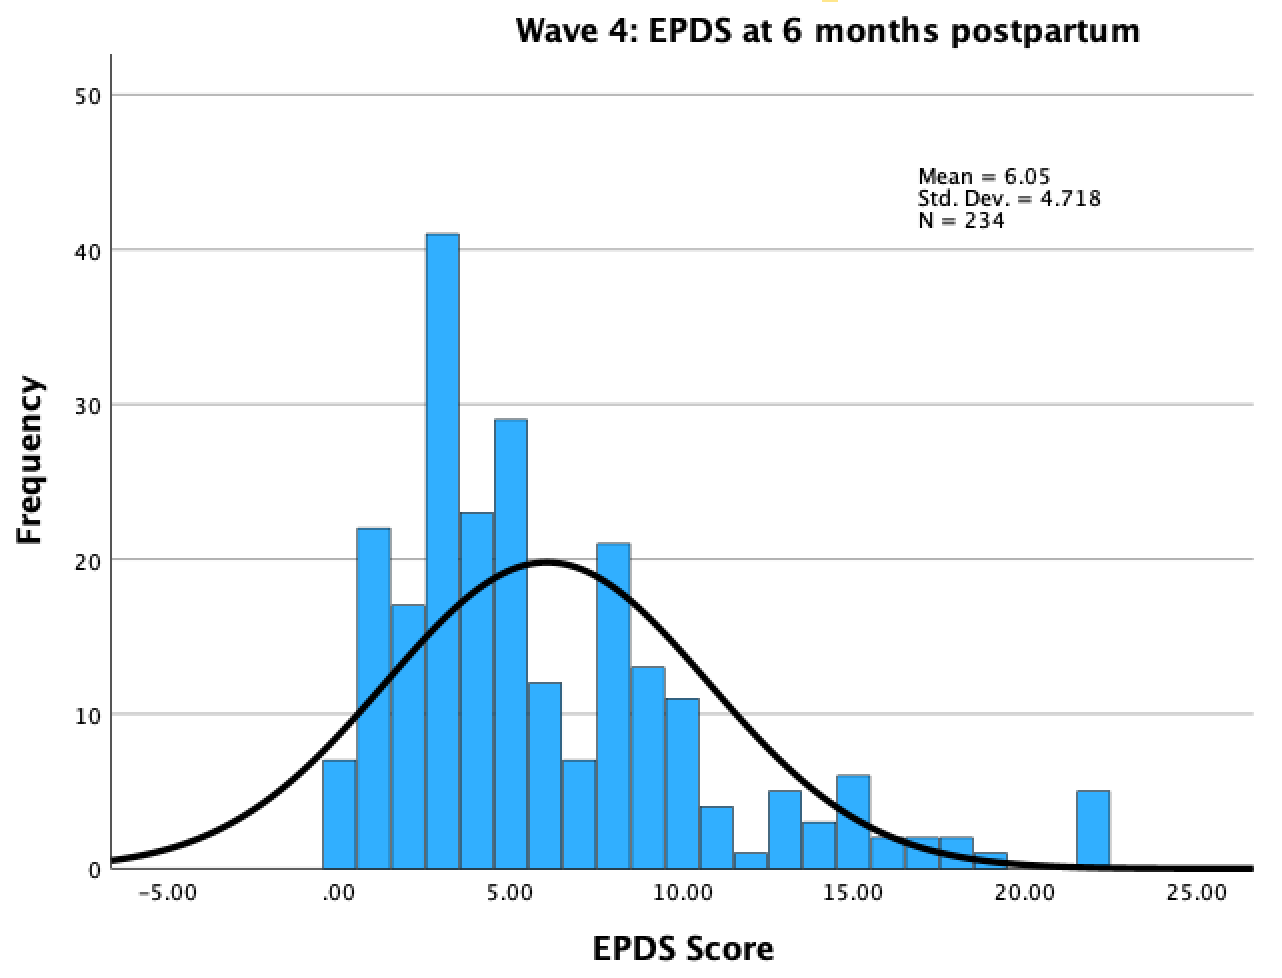 Wave 4: EPDS at 6 months postpartum
50
Mean = 6.05
Std. Dev. = 4.718
N = 234
40
30
Frequency
20
10
0
−5.00 .00 5.00 10.00 15.00 20.00 25.00
EPDS Score